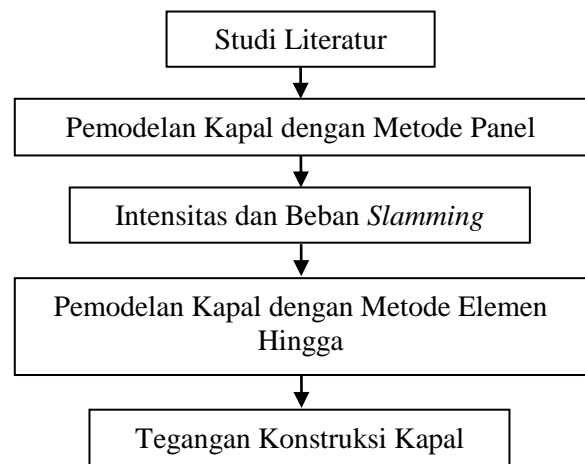 Studi Literatur
Pemodelan Kapal dengan Metode Panel
Intensitas dan Beban Slamming
Pemodelan Kapal dengan Metode Elemen
Hingga
Tegangan Konstruksi Kapal